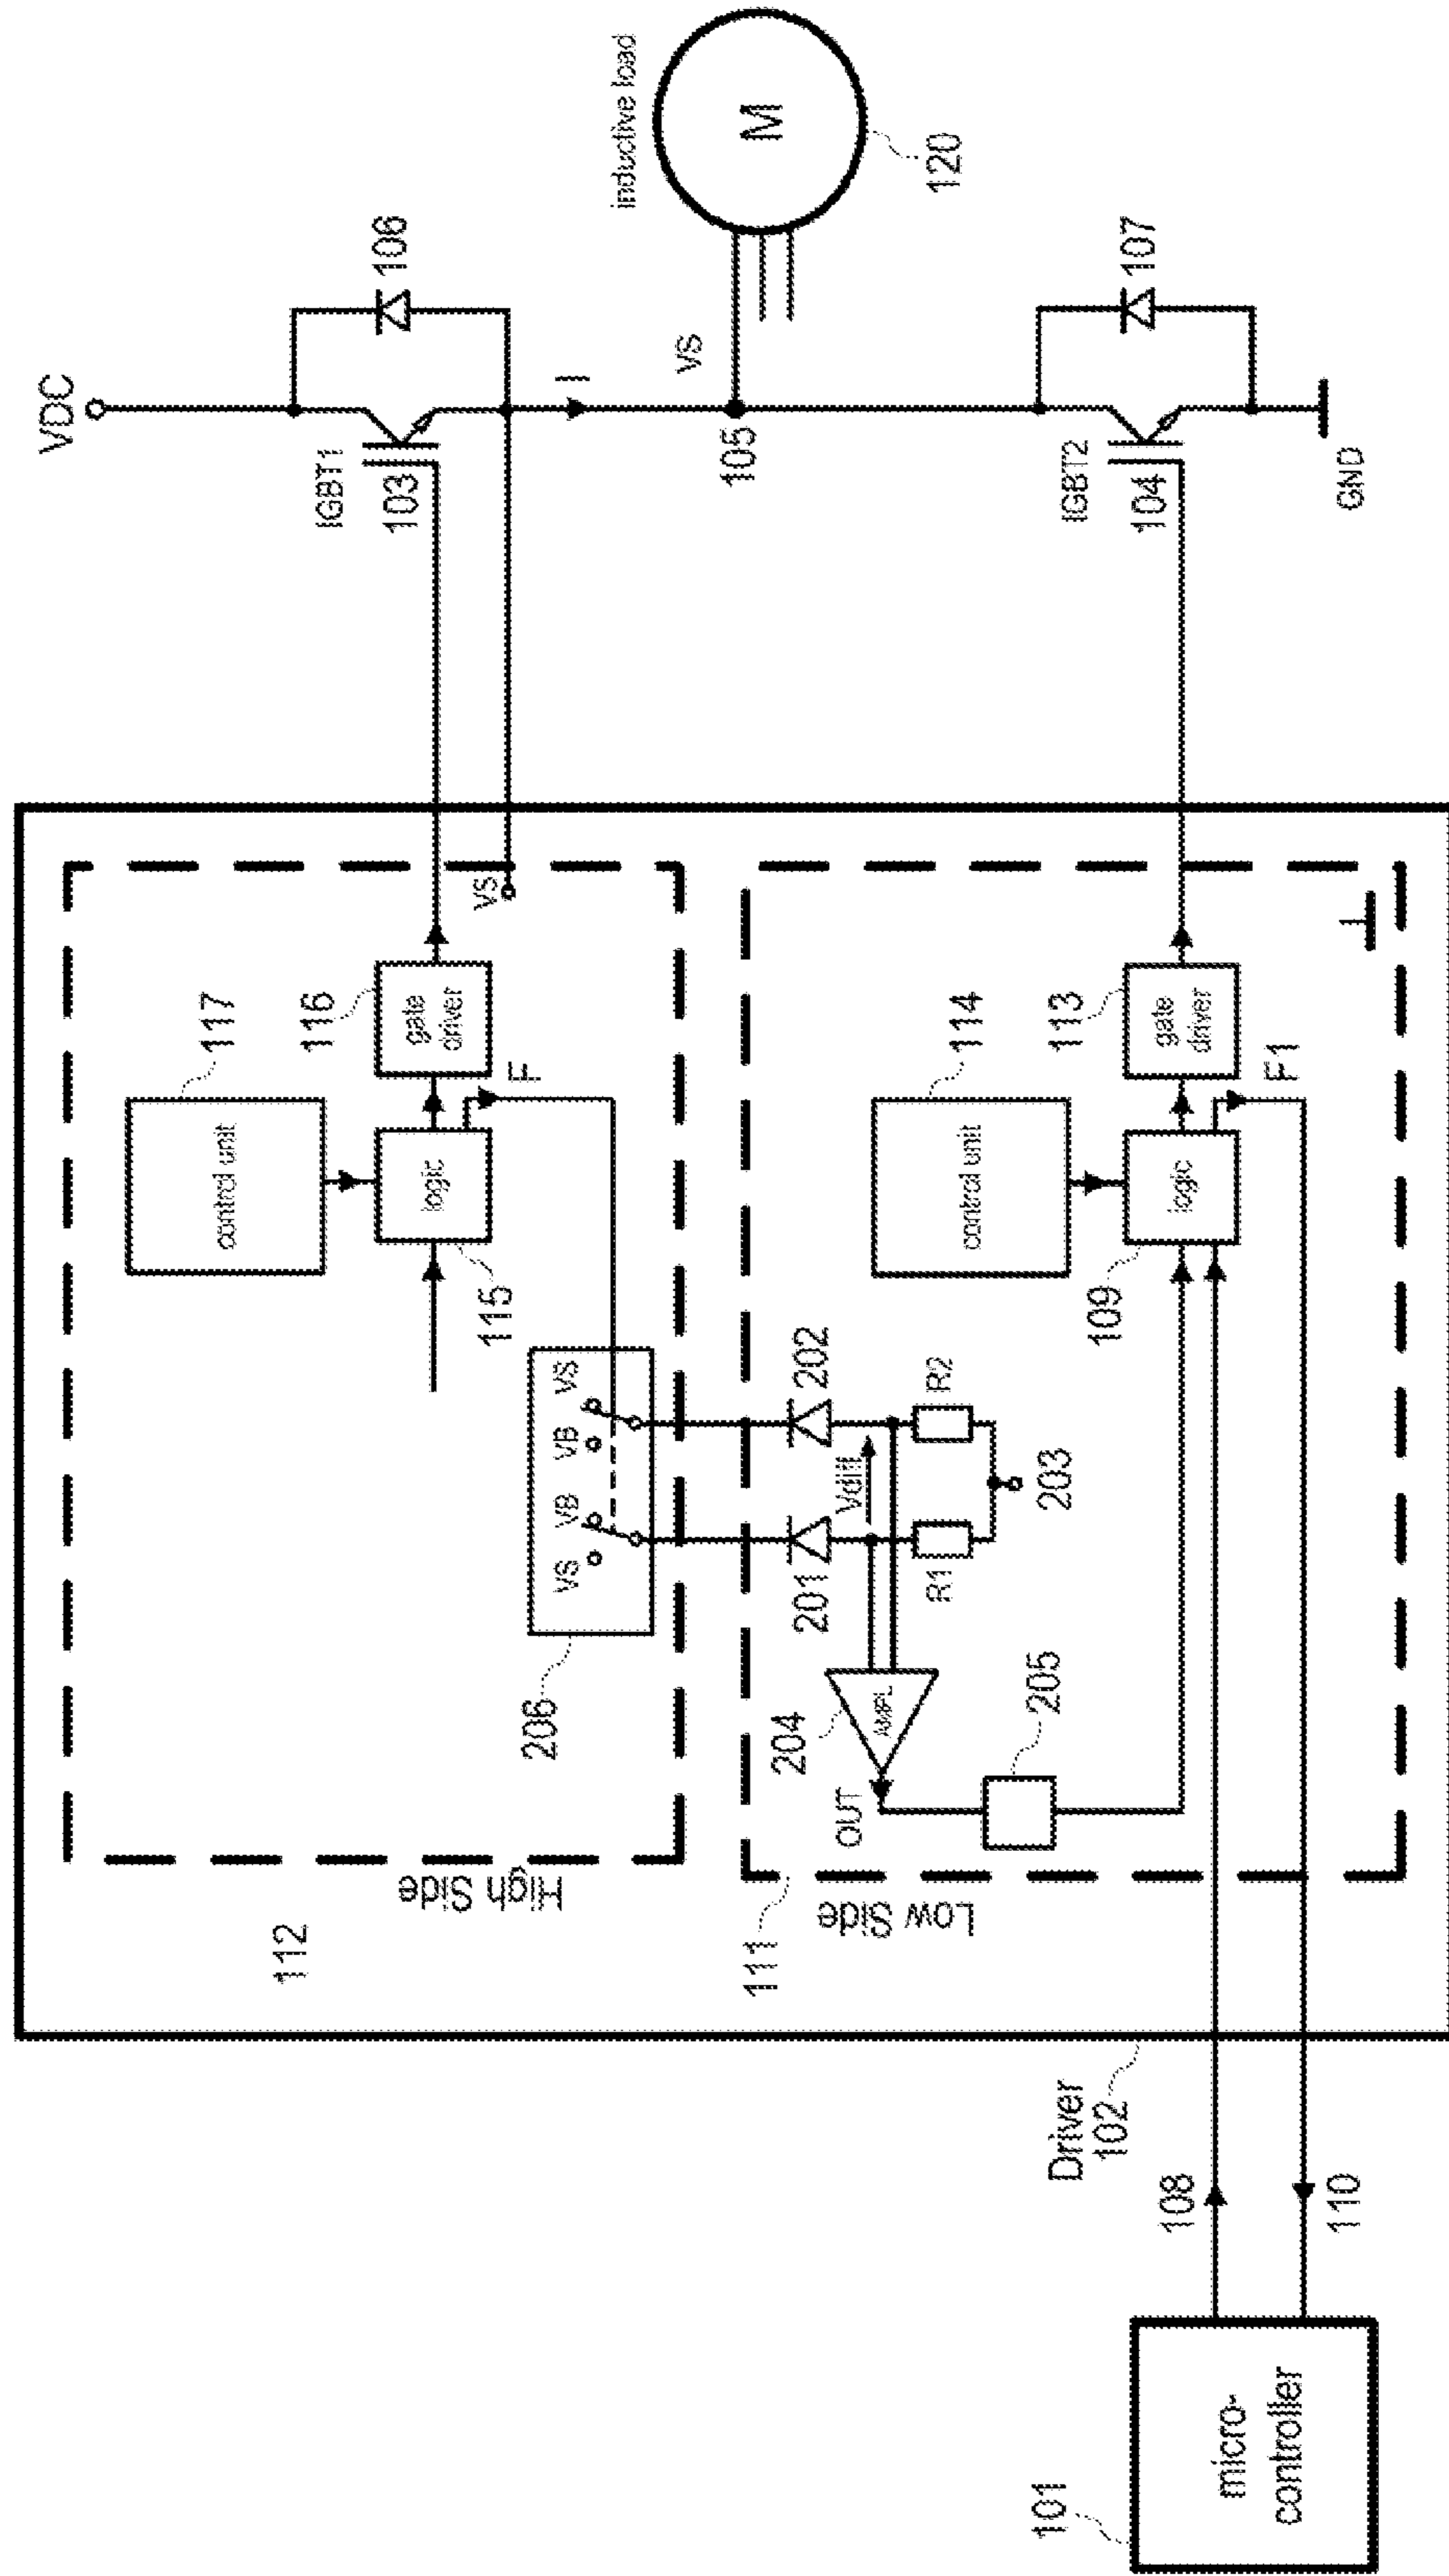 101
micro-
controller
108
110
Driver
102
112
High Side
111
Low Side
117
control unit
116
gate
driver
logic
115
F
VS
206
VS
VB
VB
VS
201
202
Vdiff
R1
R2
203
204
AMPL
OUT
205
114
control unit
113
gate
driver
logic
109
F1
VDC
IGBT1
103
106
I
VS
105
inductive load
M
120
IGBT2
104
107
GND